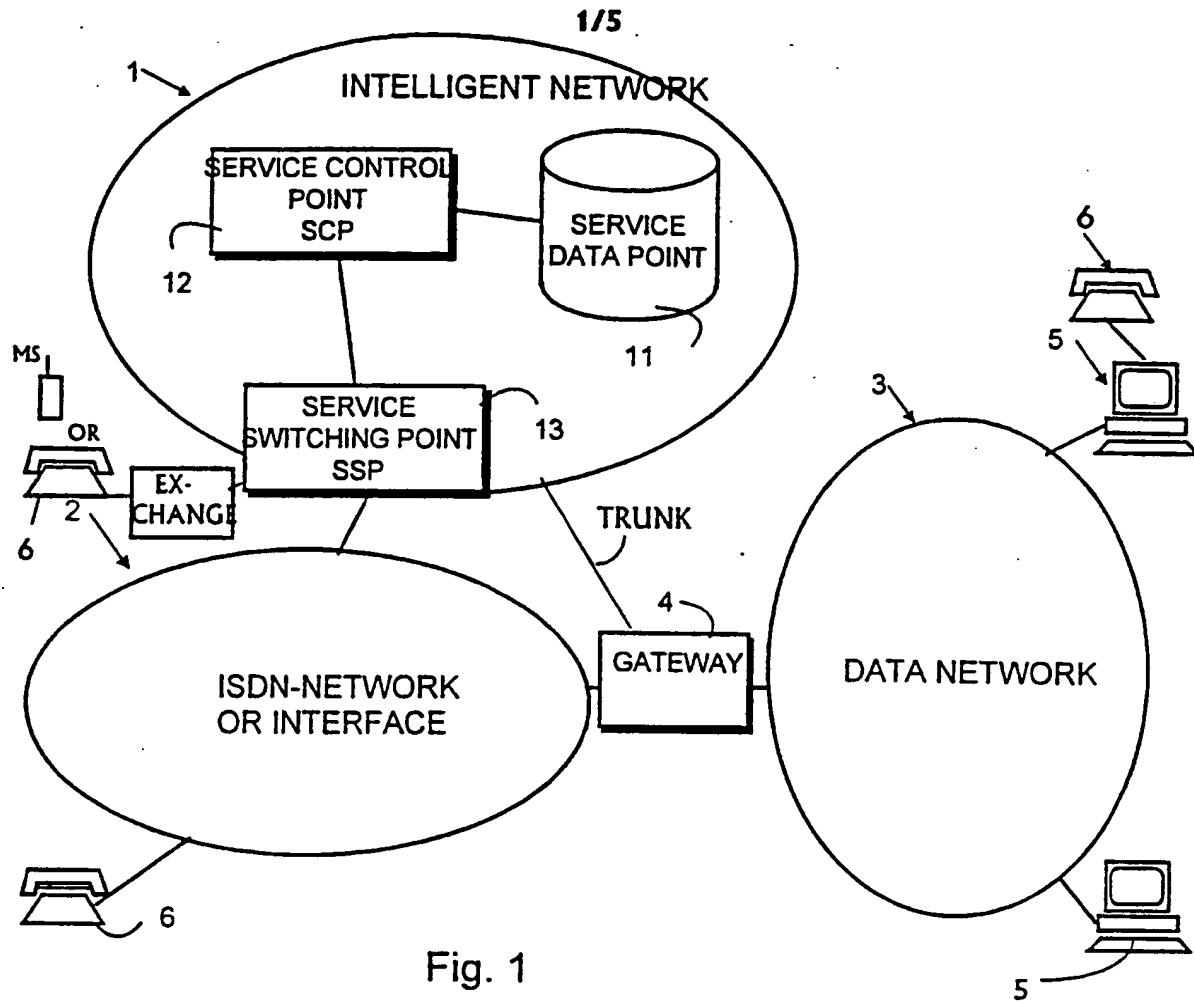 1/5
1
INTELLIGENT NETWORK
SERVICE CONTROL
POINT
SCP
12
SERVICE
DATA POINT
11
6
5
MS
OR
6
2
EX-
CHANGE
SERVICE
SWITCHING POINT
SSP
13
3
TRUNK
4
GATEWAY
DATA NETWORK
ISDN-NETWORK
OR INTERFACE
6
5
Fig. 1